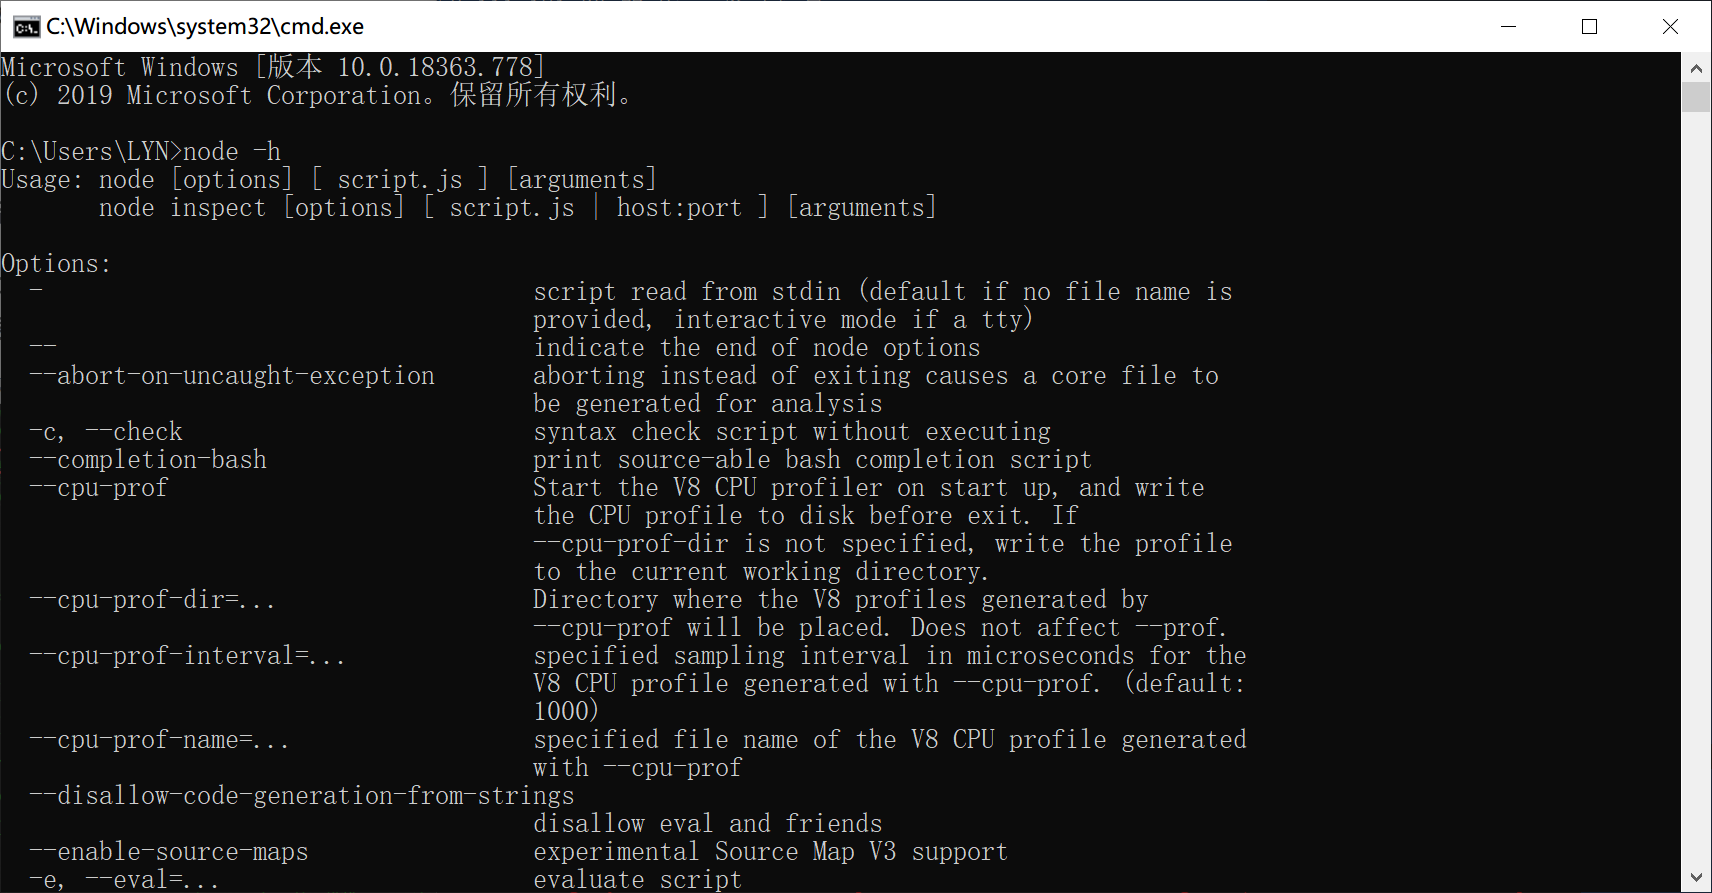 C:\Windows\system32\cmd.exe
Microsoft Windows [版本 10.0.18363.778]
(c) 2019 Microsoft Corporation。保留所有权利。
C:\Users\LYN>node -h
Usage: node [options] [ script.js ] [arguments]
       node inspect [options] [ script.js | host:port ] [arguments]
Options:
  -                                   script read from stdin (default if no file name is
                                      provided, interactive mode if a tty)
  --                                  indicate the end of node options
  --abort-on-uncaught-exception       aborting instead of exiting causes a core file to
                                      be generated for analysis
  -c, --check                         syntax check script without executing
  --completion-bash                   print source-able bash completion script
  --cpu-prof                          Start the V8 CPU profiler on start up, and write
                                      the CPU profile to disk before exit. If
                                      --cpu-prof-dir is not specified, write the profile
                                      to the current working directory.
  --cpu-prof-dir=...                  Directory where the V8 profiles generated by
                                      --cpu-prof will be placed. Does not affect --prof.
  --cpu-prof-interval=...             specified sampling interval in microseconds for the
                                      V8 CPU profile generated with --cpu-prof. (default:
                                      1000)
  --cpu-prof-name=...                 specified file name of the V8 CPU profile generated
                                      with --cpu-prof
  --disallow-code-generation-from-strings
                                      disallow eval and friends
  --enable-source-maps                experimental Source Map V3 support
  -e, --eval=...                      evaluate script